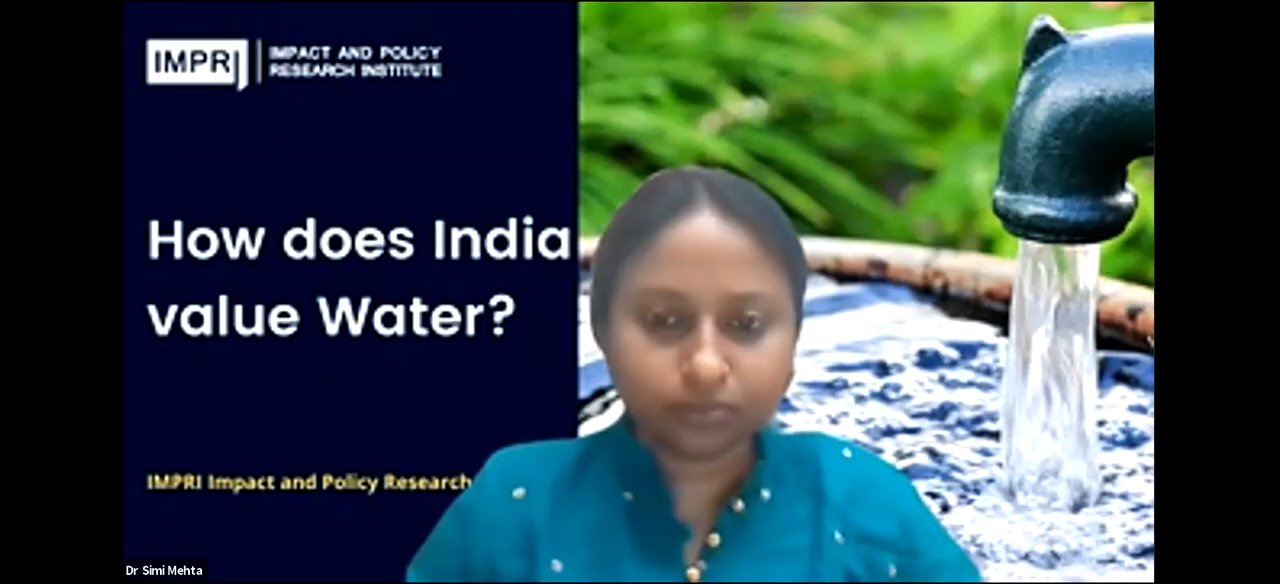 IMPRI
IMPACT AND POLICY
RESEARCH INSTITUTE
How does India
value Water?
IMPRI Impact and Policy Research
Dr Simi Mehta